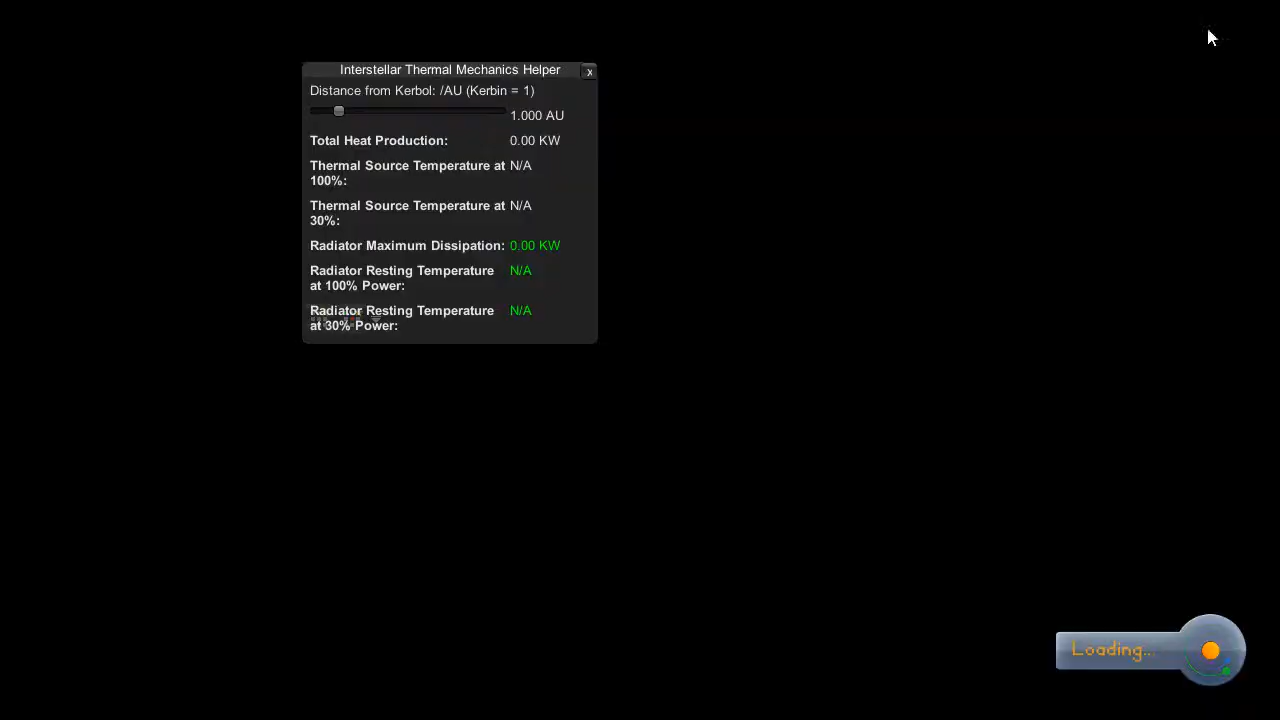 Interstellar Thermal Mechanics Helper
x
Distance from Kerbol: /AU (Kerbin = 1)
1.000 AU
Total Heat Production: 0.00 KW
Thermal Source Temperature at N/A
100%:
Thermal Source Temperature at N/A
30%:
Radiator Maximum Dissipation: 0.00 KW
Radiator Resting Temperature N/A
at 100% Power:
Radiator Resting Temperature N/A
at 30% Power:
Loading...